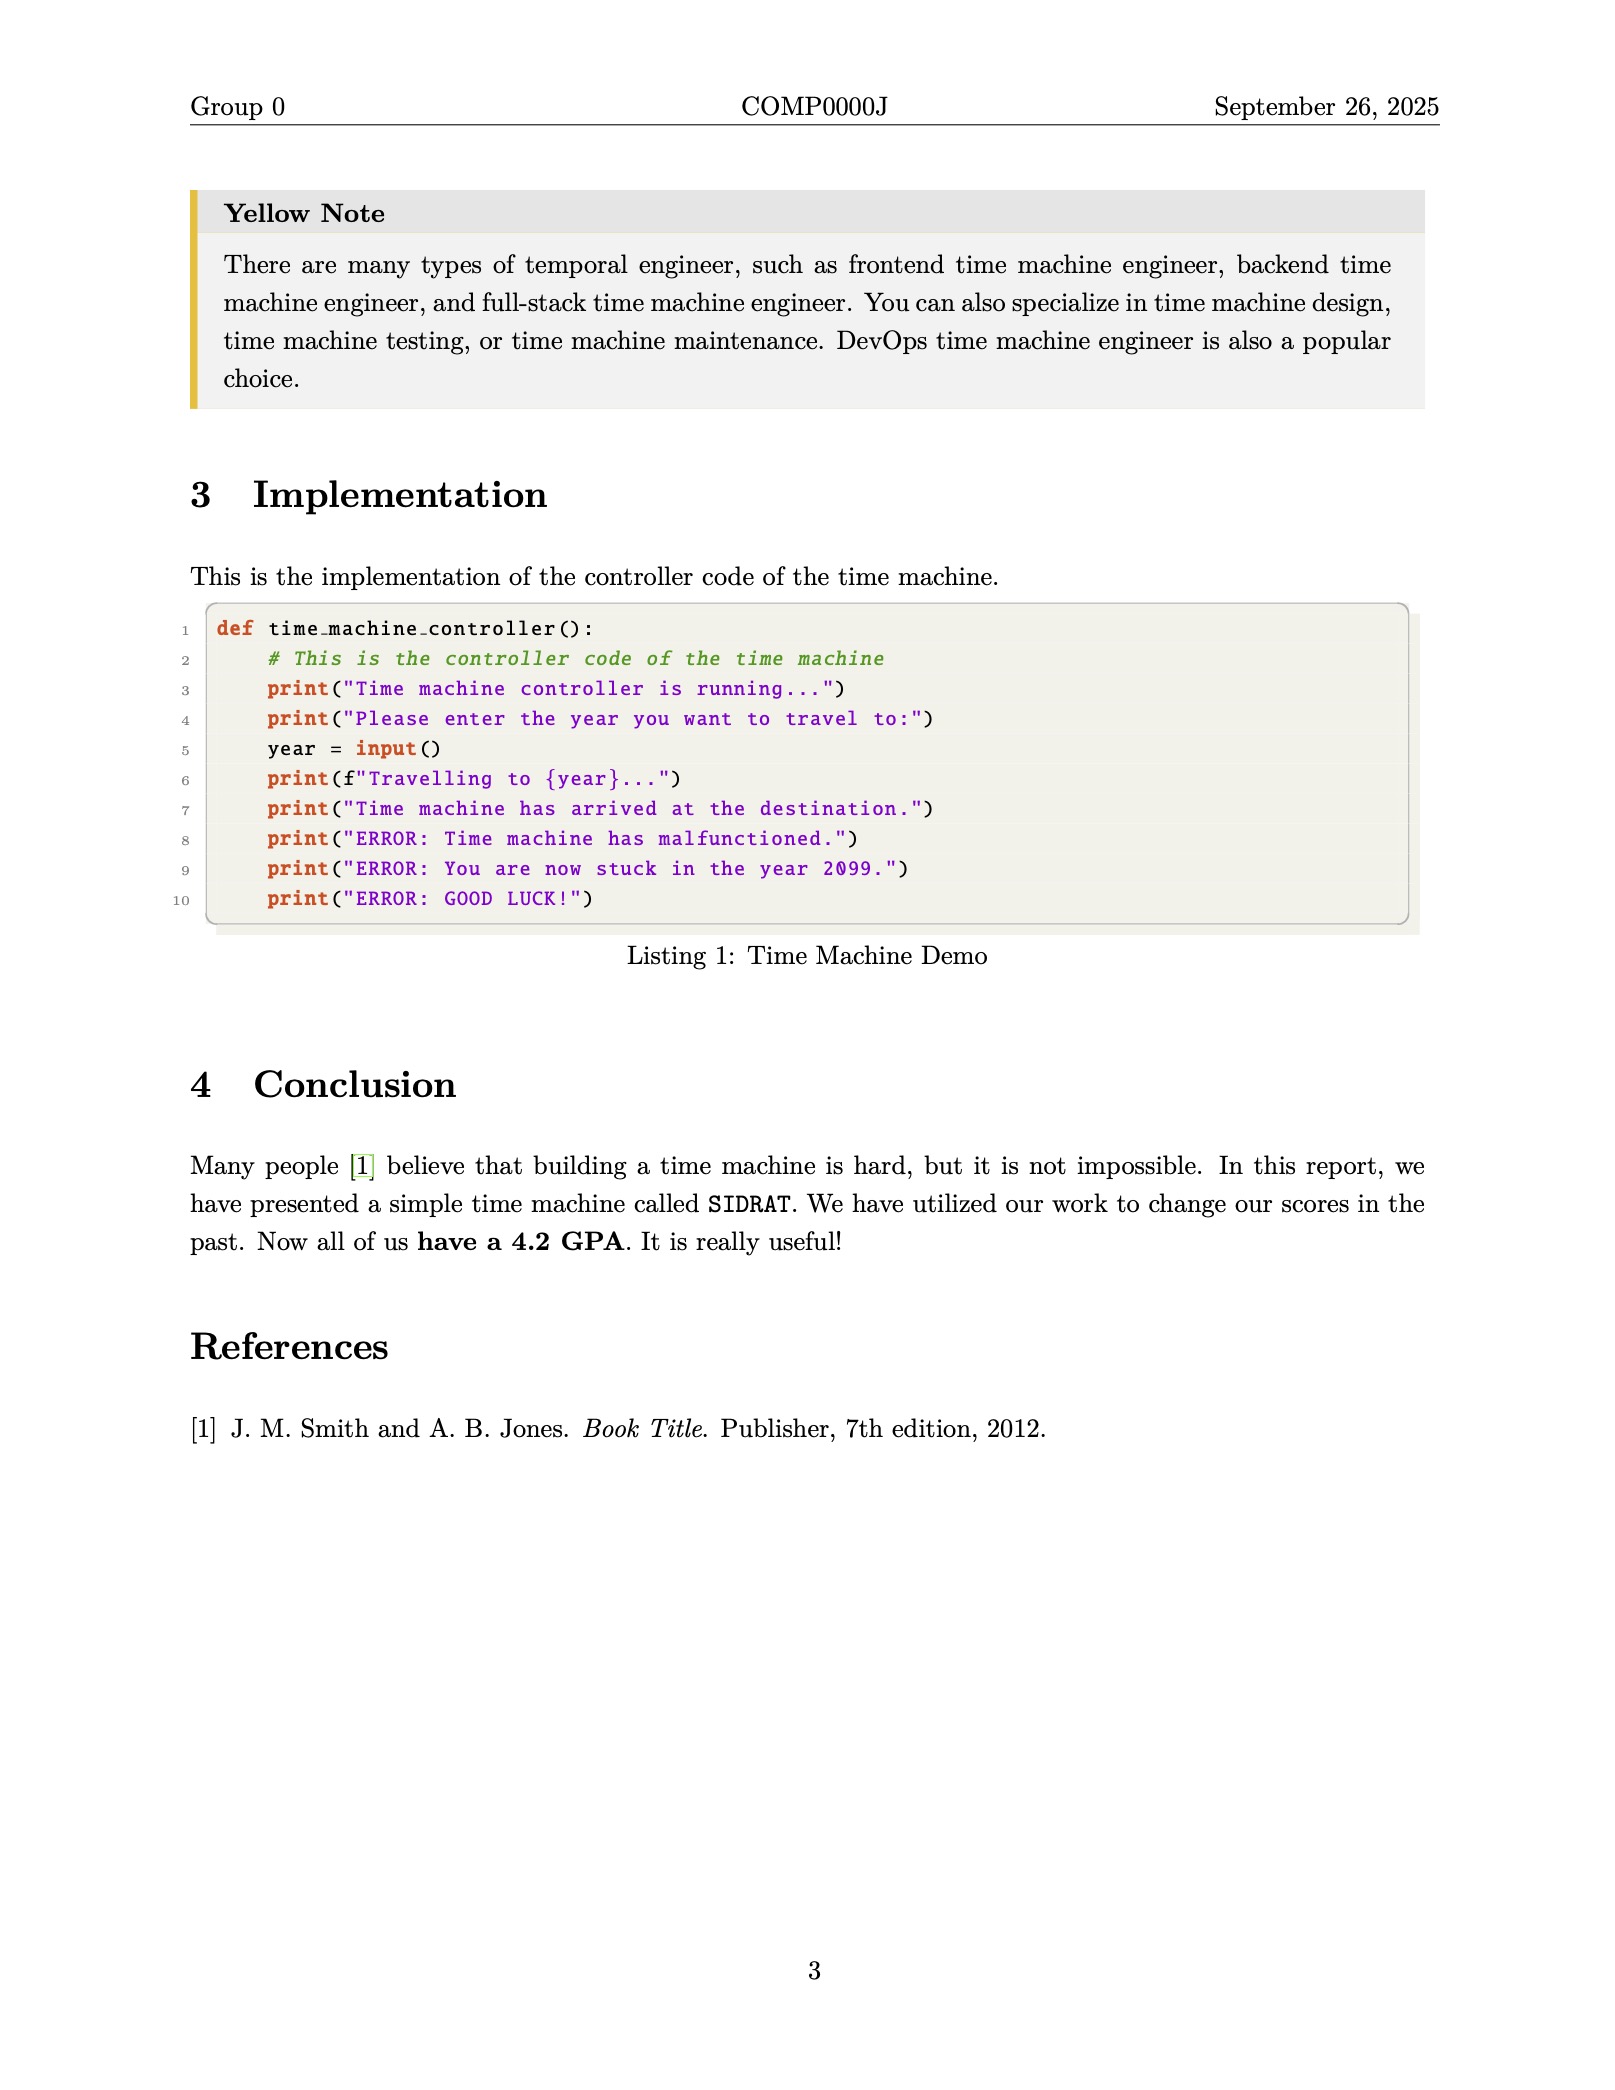 Group 0 COMP0000J September 26, 2025
Yellow Note
There are many types of temporal engineer, such as frontend time machine engineer, backend time
machine engineer, and full-stack time machine engineer. You can also specialize in time machine design,
time machine testing, or time machine maintenance. DevOps time machine engineer is also a popular
choice.
3 Implementation
This is the implementation of the controller code of the time machine.
1 def time_machine_controller():
2     # This is the controller code of the time machine
3     print("Time machine controller is running...")
4     print("Please enter the year you want to travel to:")
5     year = input()
6     print(f"Travelling to {year}...")
7     print("Time machine has arrived at the destination.")
8     print("ERROR: Time machine has malfunctioned.")
9     print("ERROR: You are now stuck in the year 2099.")
10     print("ERROR: GOOD LUCK!")
Listing 1: Time Machine Demo
4 Conclusion
Many people [1] believe that building a time machine is hard, but it is not impossible. In this report, we
have presented a simple time machine called SIDRAT. We have utilized our work to change our scores in the
past. Now all of us have a 4.2 GPA. It is really useful!
References
[1] J. M. Smith and A. B. Jones. Book Title. Publisher, 7th edition, 2012.
3